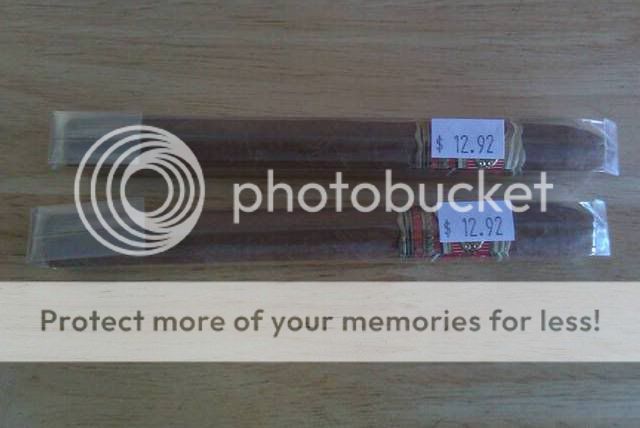 $ 12.92
photobucket
$ 12.92
Protect more of your memories for less!